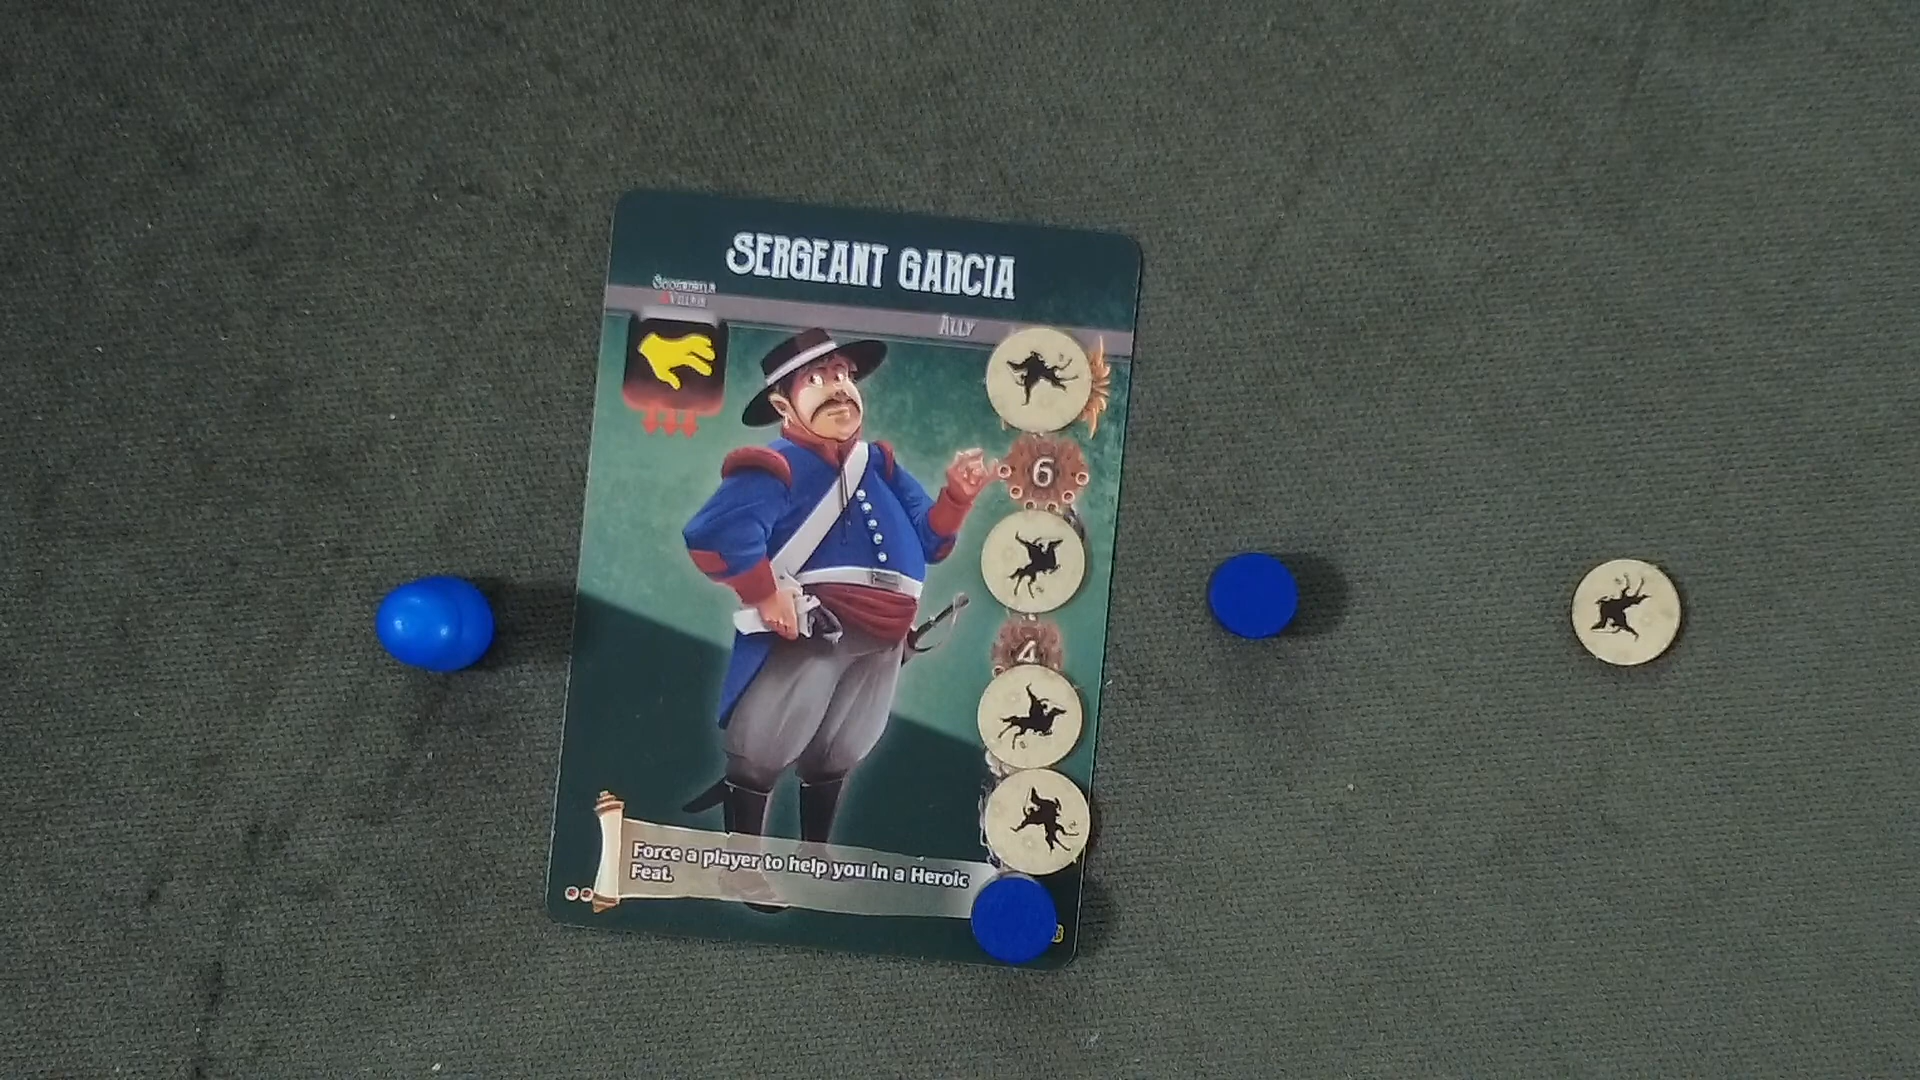 SERGEANT GARCIA
ALLY
6
4
Force a player to help you in a Heroic
Feat.